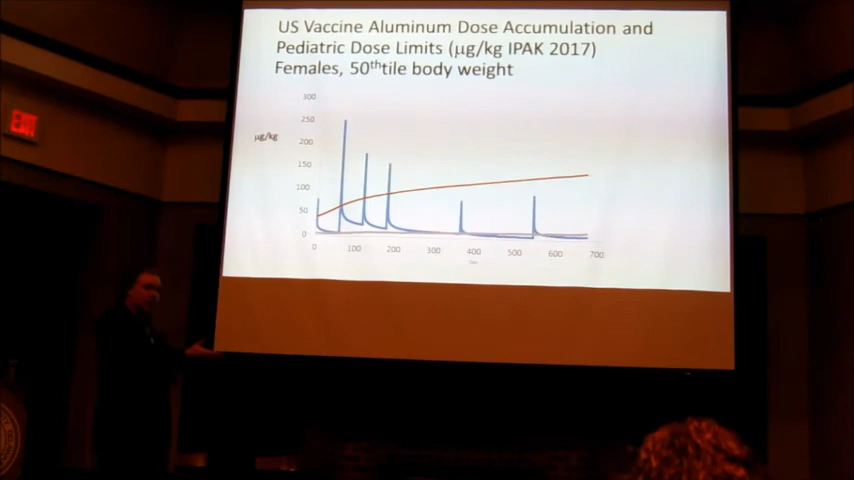 US Vaccine Aluminum Dose Accumulation and
Pediatric Dose Limits (µg/kg IPAK 2017)
Females, 50thtile body weight
300
250
µg/kg
200
150
100
50
0
0 100 200 300 400 500 600 700
EXIT